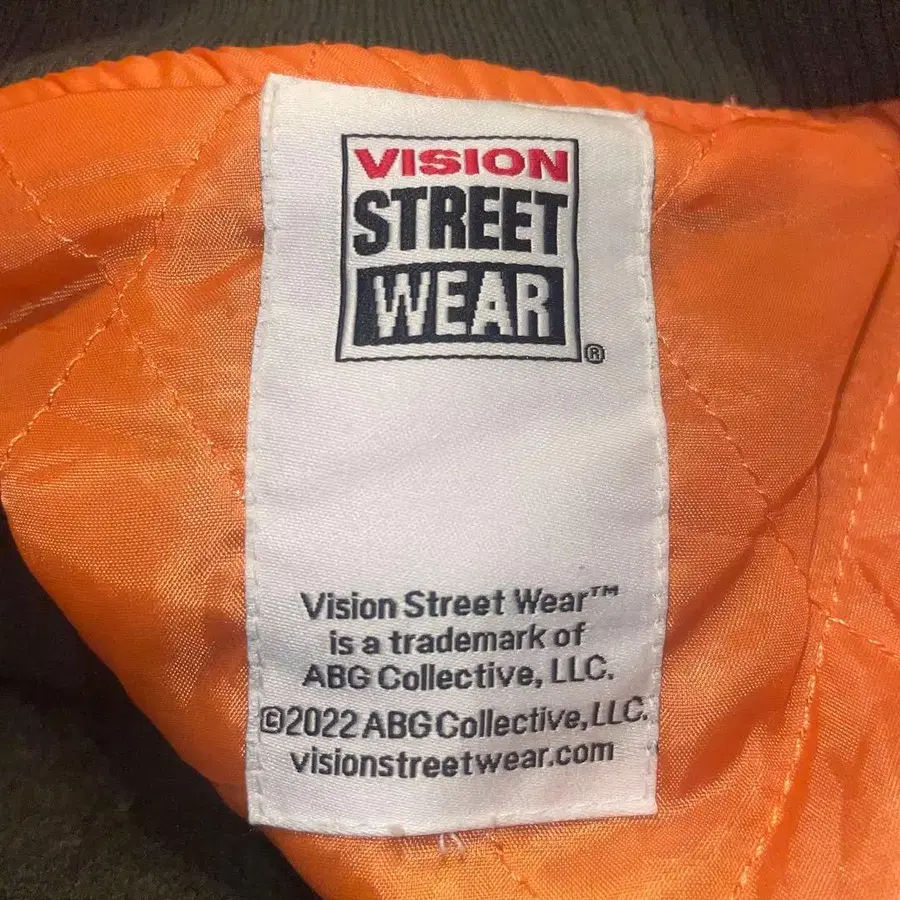 VISION
STREET
WEAR
®
Vision Street Wear™
is a trademark of
ABG Collective, LLC.
©2022 ABG Collective, LLC.
visionstreetwear.com